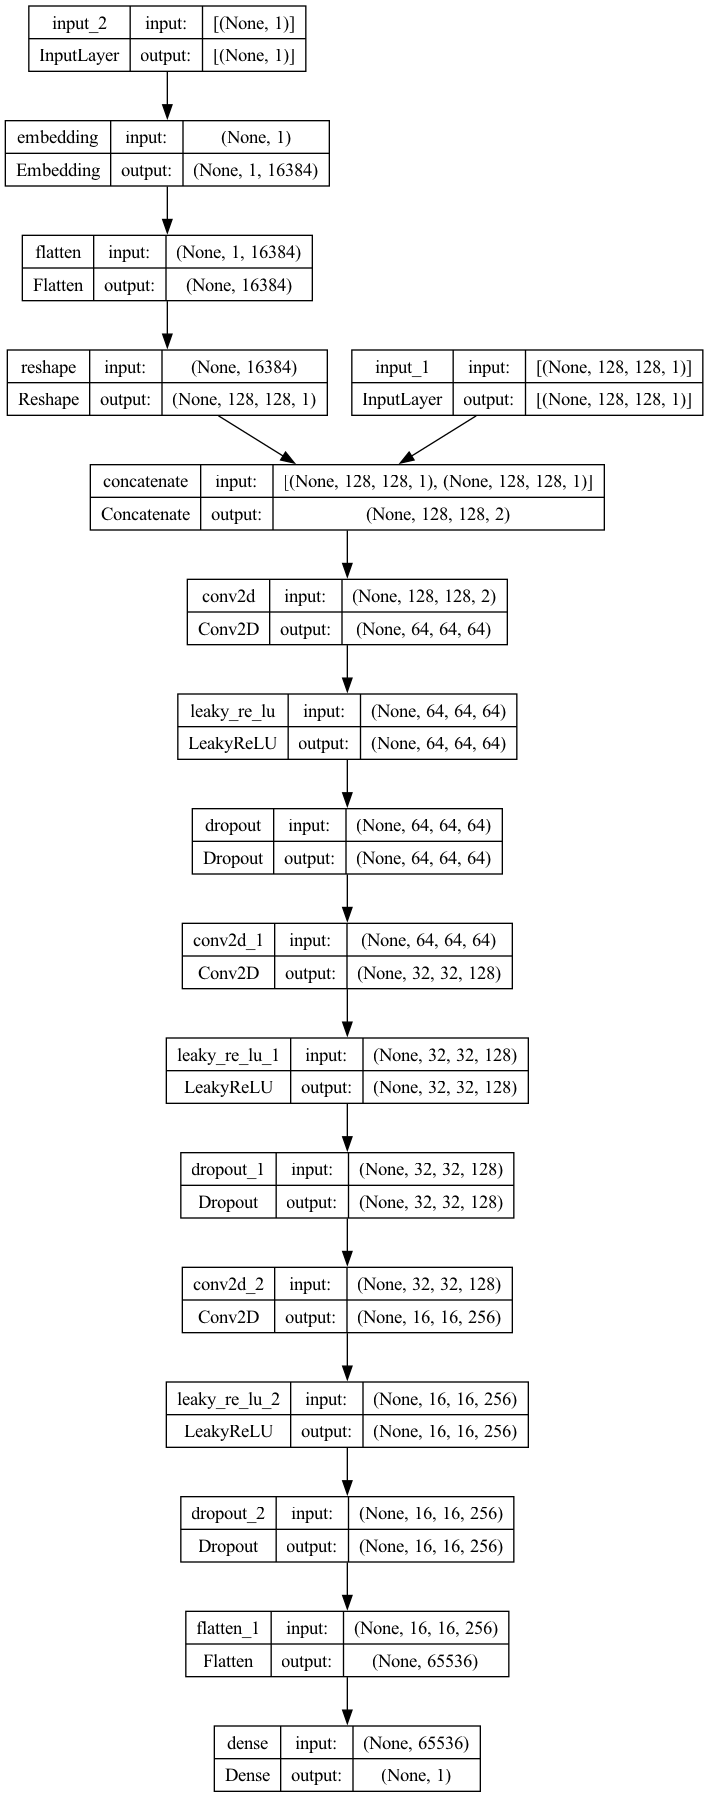 input_2 input: [(None, 1)]
InputLayer output: [(None, 1)]
embedding input: (None, 1)
Embedding output: (None, 1, 16384)
flatten input: (None, 1, 16384)
Flatten output: (None, 16384)
reshape input: (None, 16384)
Reshape output: (None, 128, 128, 1)
input_1 input: [(None, 128, 128, 1)]
InputLayer output: [(None, 128, 128, 1)]
concatenate input: [(None, 128, 128, 1), (None, 128, 128, 1)]
Concatenate output: (None, 128, 128, 2)
conv2d input: (None, 128, 128, 2)
Conv2D output: (None, 64, 64, 64)
leaky_re_lu input: (None, 64, 64, 64)
LeakyReLU output: (None, 64, 64, 64)
dropout input: (None, 64, 64, 64)
Dropout output: (None, 64, 64, 64)
conv2d_1 input: (None, 64, 64, 64)
Conv2D output: (None, 32, 32, 128)
leaky_re_lu_1 input: (None, 32, 32, 128)
LeakyReLU output: (None, 32, 32, 128)
dropout_1 input: (None, 32, 32, 128)
Dropout output: (None, 32, 32, 128)
conv2d_2 input: (None, 32, 32, 128)
Conv2D output: (None, 16, 16, 256)
leaky_re_lu_2 input: (None, 16, 16, 256)
LeakyReLU output: (None, 16, 16, 256)
dropout_2 input: (None, 16, 16, 256)
Dropout output: (None, 16, 16, 256)
flatten_1 input: (None, 16, 16, 256)
Flatten output: (None, 65536)
dense input: (None, 65536)
Dense output: (None, 1)